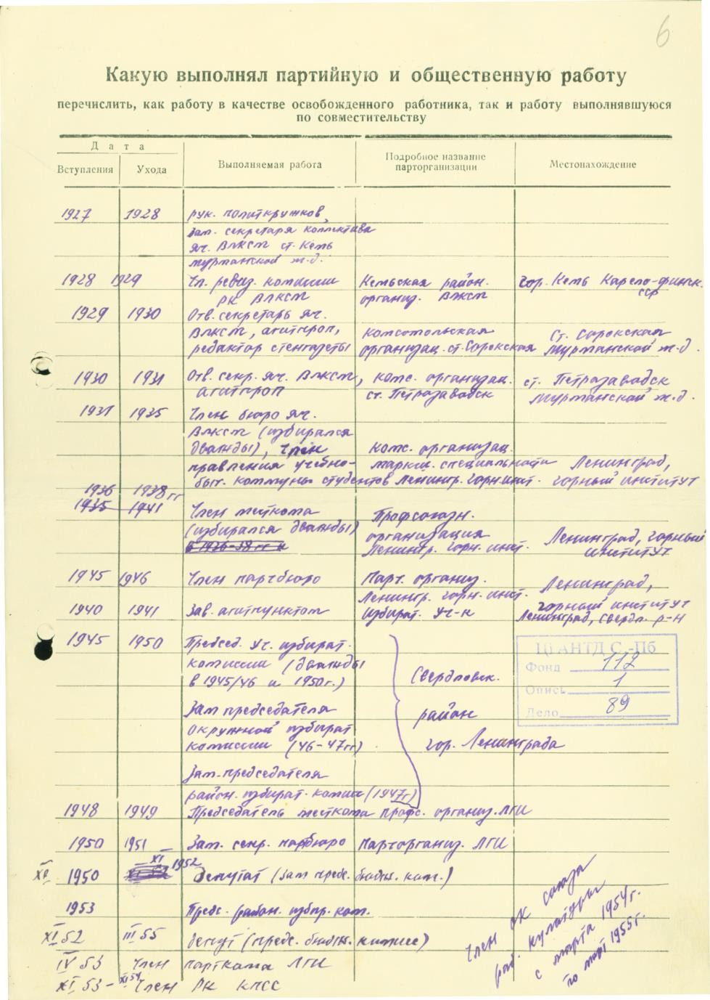 6
Какую выполнял партийную и общественную работу
перечислить, как работу в качестве освобожденного работника, так и работу выполнявшуюся
по совместительству
Дата
Вступления Ухода Выполняемая работа Подробное название парторганизации Местонахождение
1927 1928 рук. политкружков,
зам. секретаря коллектива
яч. ВЛКСМ ст. Кемь
Мурманской ж.д.
1928 1929 Чл. ревиз. комиссии Кемьская район. гор. Кемь Карело-финск.
РК ВЛКСМ организ. ВЛКСМ ССР
1929 1930 Отв. секретарь яч.
ВЛКСМ, агитпроп, комсомольская ст. Сорокская
редактор стенгазеты организац. ст. Сорокская Мурманской ж.д.
1930 1931 Отв. секр. яч. ВЛКСМ, комс. организац. ст. Петрозаводск
агитпроп ст. Петрозаводск Мурманской ж.д.
1931 1935 Член бюро яч.
ВЛКСМ (избирался
дважды), член комс. организац.
правления учебно- маркш. специальности Ленинград,
быт. коммуны студентов Ленингр. горн. инст. горный институт
1936 1938 гг
1935 1941 Член месткома Профсоюзн.
(избирался дважды) организация Ленинград, горный
в 1936-38 гг и Ленингр. горн. инст. институт
1945 1946 Член партбюро Парт. организ. Ленинград,
Ленингр. горн. инст. горный институт
1940 1941 Зав. агитпунктом избират. уч-к Ленинград, Свердл. р-н
1945 1950 Председ. уч. избират.
комиссии (дважды Свердловск.
в 1945/46 и 1950 г.)
Зам председателя район
окружной избират
комиссии (46-47 гг) гор. Ленинграда
Зам. председателя
район. избират. комисс (1947 г)
ЦГАНТД С.-Пб
Фонд 112
Опись 1
Дело 89
1948 1949 Председатель месткома Профс. организ. ЛГИ
1950 1951 Зам. секр. партбюро Парторганиз. ЛГИ
XII 1950 XI 1952 Депутат (зам предс. бюдж. ком.)
1953 Предс. район. избир. ком.
XI 52 III 55 депут (предс. бюдж. комисс)
IV 53 Член парткома ЛГИ
XI 53 - XI 54 Член РК КПСС
Член ОК союза
раб. культуры
с марта 1954 г.
по март 1955 г.